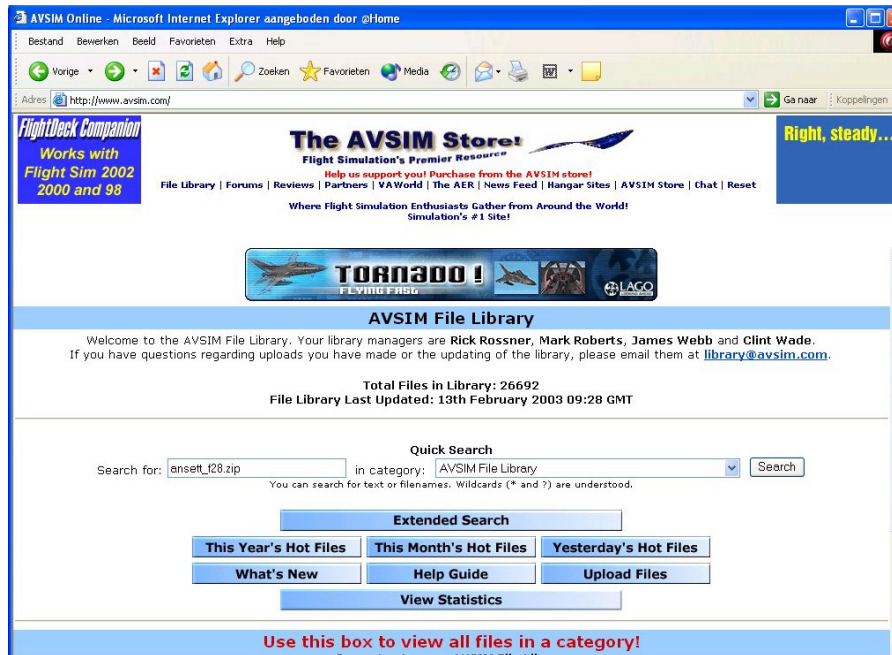 AVSIM Online - Microsoft Internet Explorer aangeboden door @Home
Bestand Bewerken Beeld Favorieten Extra Help
Vorige Zoeken Favorieten Media
Adres http://www.avsim.com/ Ga naar Koppelingen
FlightDeck Companion
Works with
Flight Sim 2002
2000 and 98
The AVSIM Store!
Flight Simulation's Premier Resource
Help us support you! Purchase from the AVSIM store!
File Library | Forums | Reviews | Partners | VAWorld | The AER | News Feed | Hangar Sites | AVSIM Store | Chat | Reset
Where Flight Simulation Enthusiasts Gather from Around the World!
Simulation's #1 Site!
Right, steady...
TORNADO !
FLYING FAST
LAGO
AVSIM File Library
Welcome to the AVSIM File Library. Your library managers are Rick Rossner, Mark Roberts, James Webb and Clint Wade.
If you have questions regarding uploads you have made or the updating of the library, please email them at library@avsim.com.
Total Files in Library: 26692
File Library Last Updated: 13th February 2003 09:28 GMT
Quick Search
Search for: ansett_f28.zip in category: AVSIM File Library Search
You can search for text or filenames. Wildcards (* and ?) are understood.
Extended Search
This Year's Hot Files This Month's Hot Files Yesterday's Hot Files
What's New Help Guide Upload Files
View Statistics
Use this box to view all files in a category!